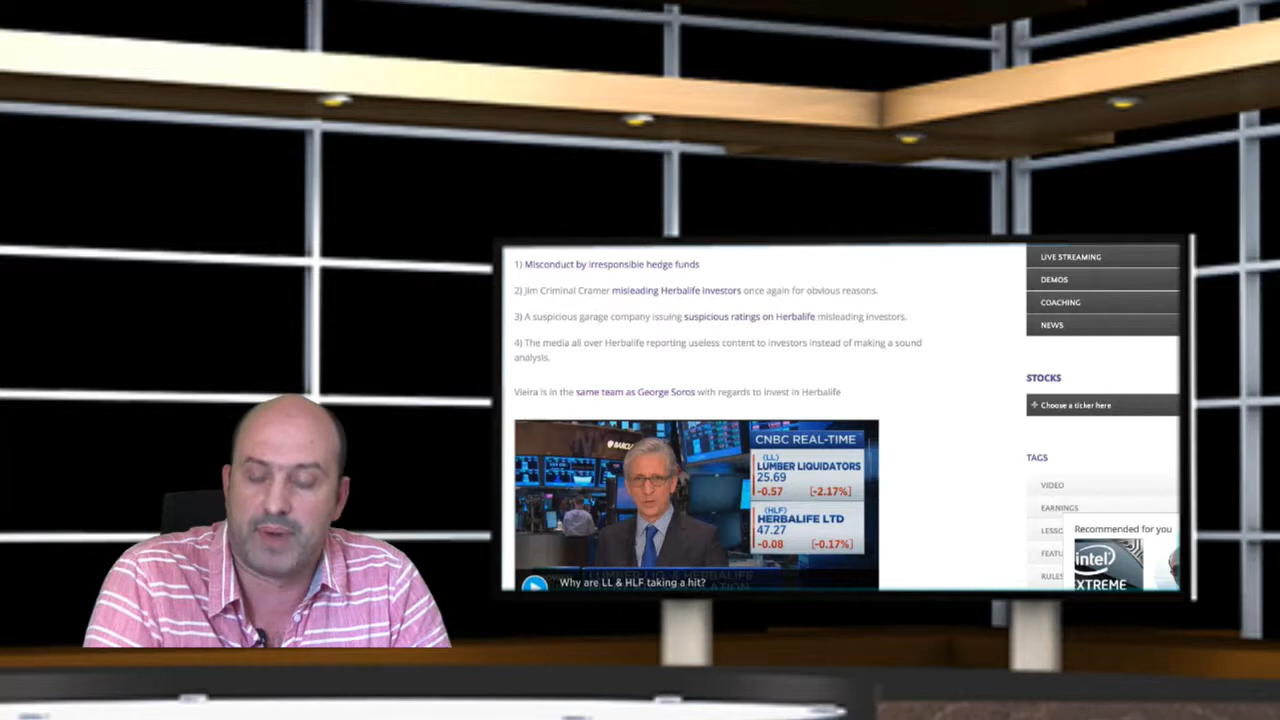 1) Misconduct by irresponsible hedge funds
2) Jim Criminal Cramer misleading Herbalife investors once again for obvious reasons.
3) A suspicious garage company issuing suspicious ratings on Herbalife misleading investors.
4) The media all over Herbalife reporting useless content to investors instead of making a sound
analysis.
Vieira is in the same team as George Soros with regards to invest in Herbalife
BARCL
CNBC REAL-TIME
(LL)
LUMBER LIQUIDATORS
25.69
-0.57 [-2.17%]
(HLF)
HERBALIFE LTD
47.27
-0.08 [-0.17%]
Why are LL & HLF taking a hit?
LIVE STREAMING
DEMOS
COACHING
NEWS
STOCKS
+ Choose a ticker here
TAGS
VIDEO
EARNINGS
LESSO
FEATU
RULES
Recommended for you
intel
EXTREME